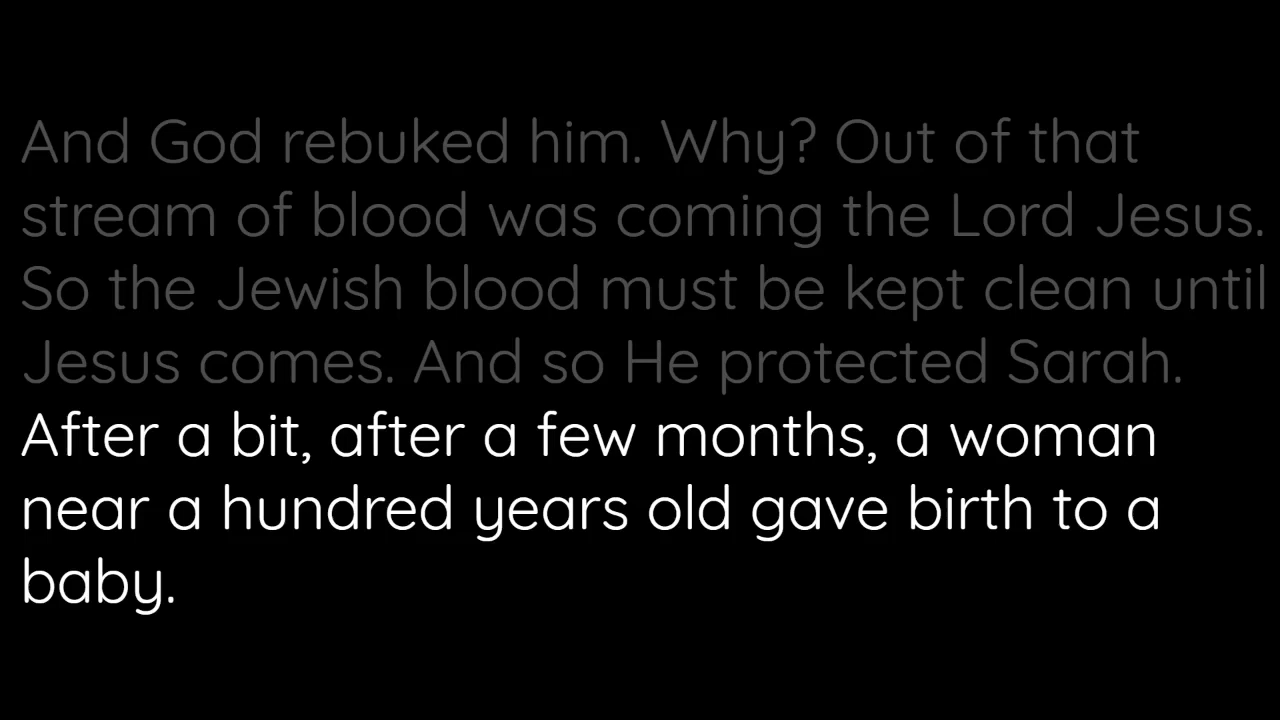 And God rebuked him. Why? Out of that
stream of blood was coming the Lord Jesus.
So the Jewish blood must be kept clean until
Jesus comes. And so He protected Sarah.
After a bit, after a few months, a woman
near a hundred years old gave birth to a
baby.